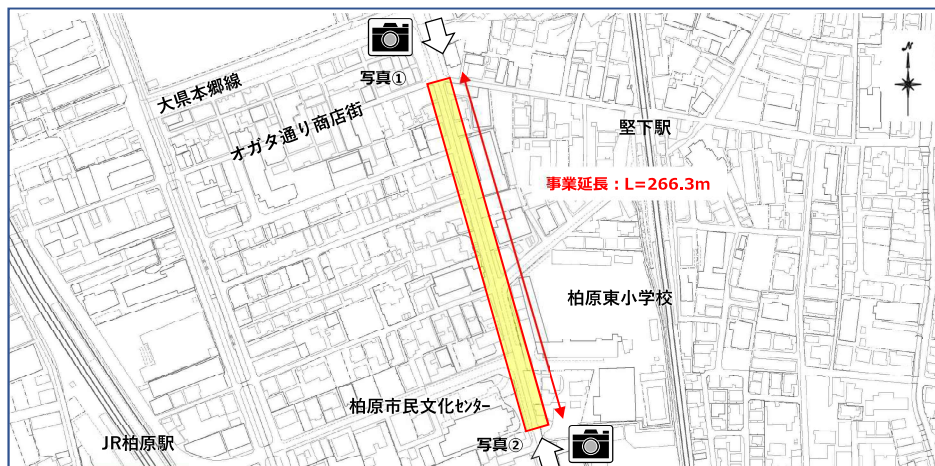 写真①
N
大県本郷線
オガタ通り商店街
堅下駅
事業延長：L=266.3m
柏原東小学校
柏原市民文化センター
JR柏原駅
写真②